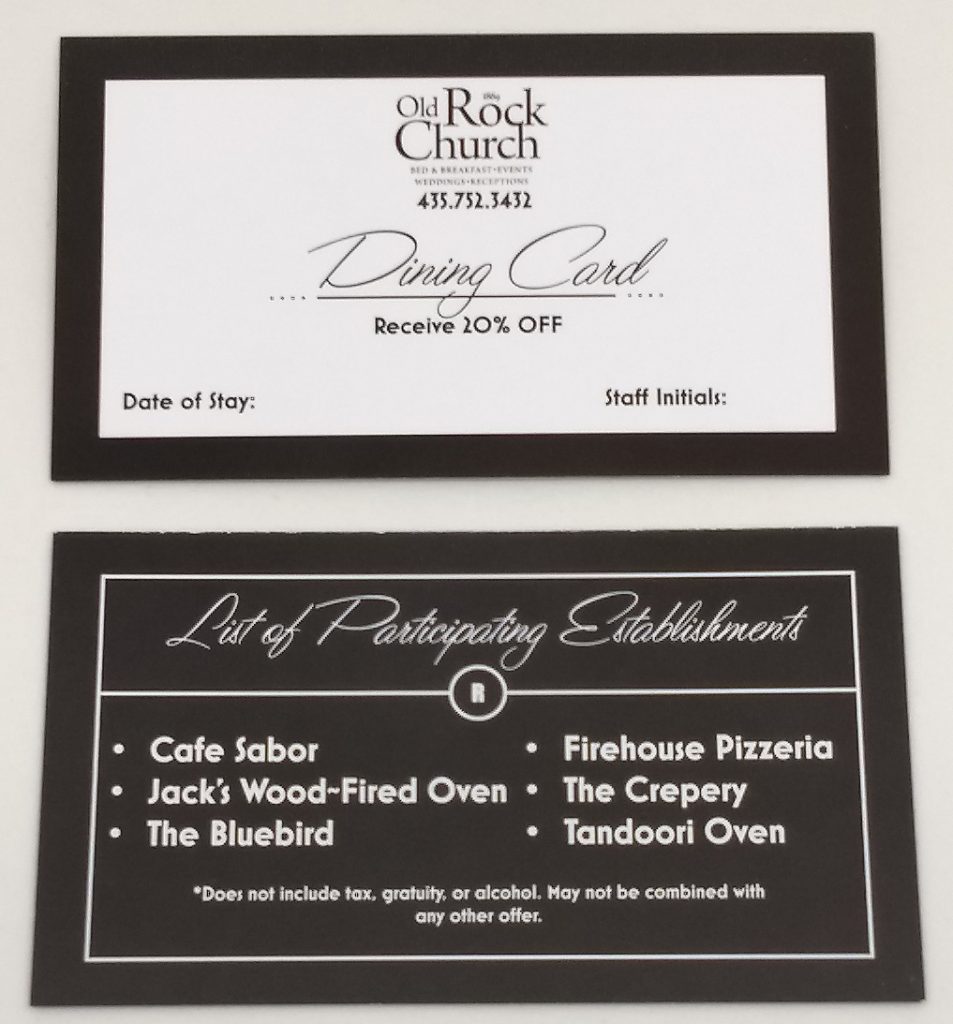 Old Rock
1869
Church
BED & BREAKFAST•EVENTS
WEDDINGS•RECEPTIONS
435.752.3432
Dining Card
Receive 20% OFF
Date of Stay:
Staff Initials:
List of Participating Establishments
R
• Cafe Sabor
• Jack's Wood~Fired Oven
• The Bluebird
• Firehouse Pizzeria
• The Crepery
• Tandoori Oven
*Does not include tax, gratuity, or alcohol. May not be combined with
any other offer.